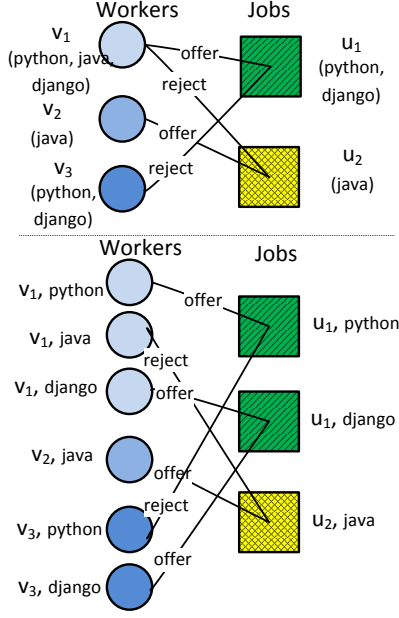 Workers Jobs
v1
(python, java,
django)
offer
u1
(python,
django)
reject
v2
(java)
offer
u2
(java)
v3
(python,
django)
reject
Workers Jobs
v1, python
offer
u1, python
v1, java
reject
v1, django
offer
u1, django
v2, java
offer
u2, java
v3, python
reject
v3, django
offer